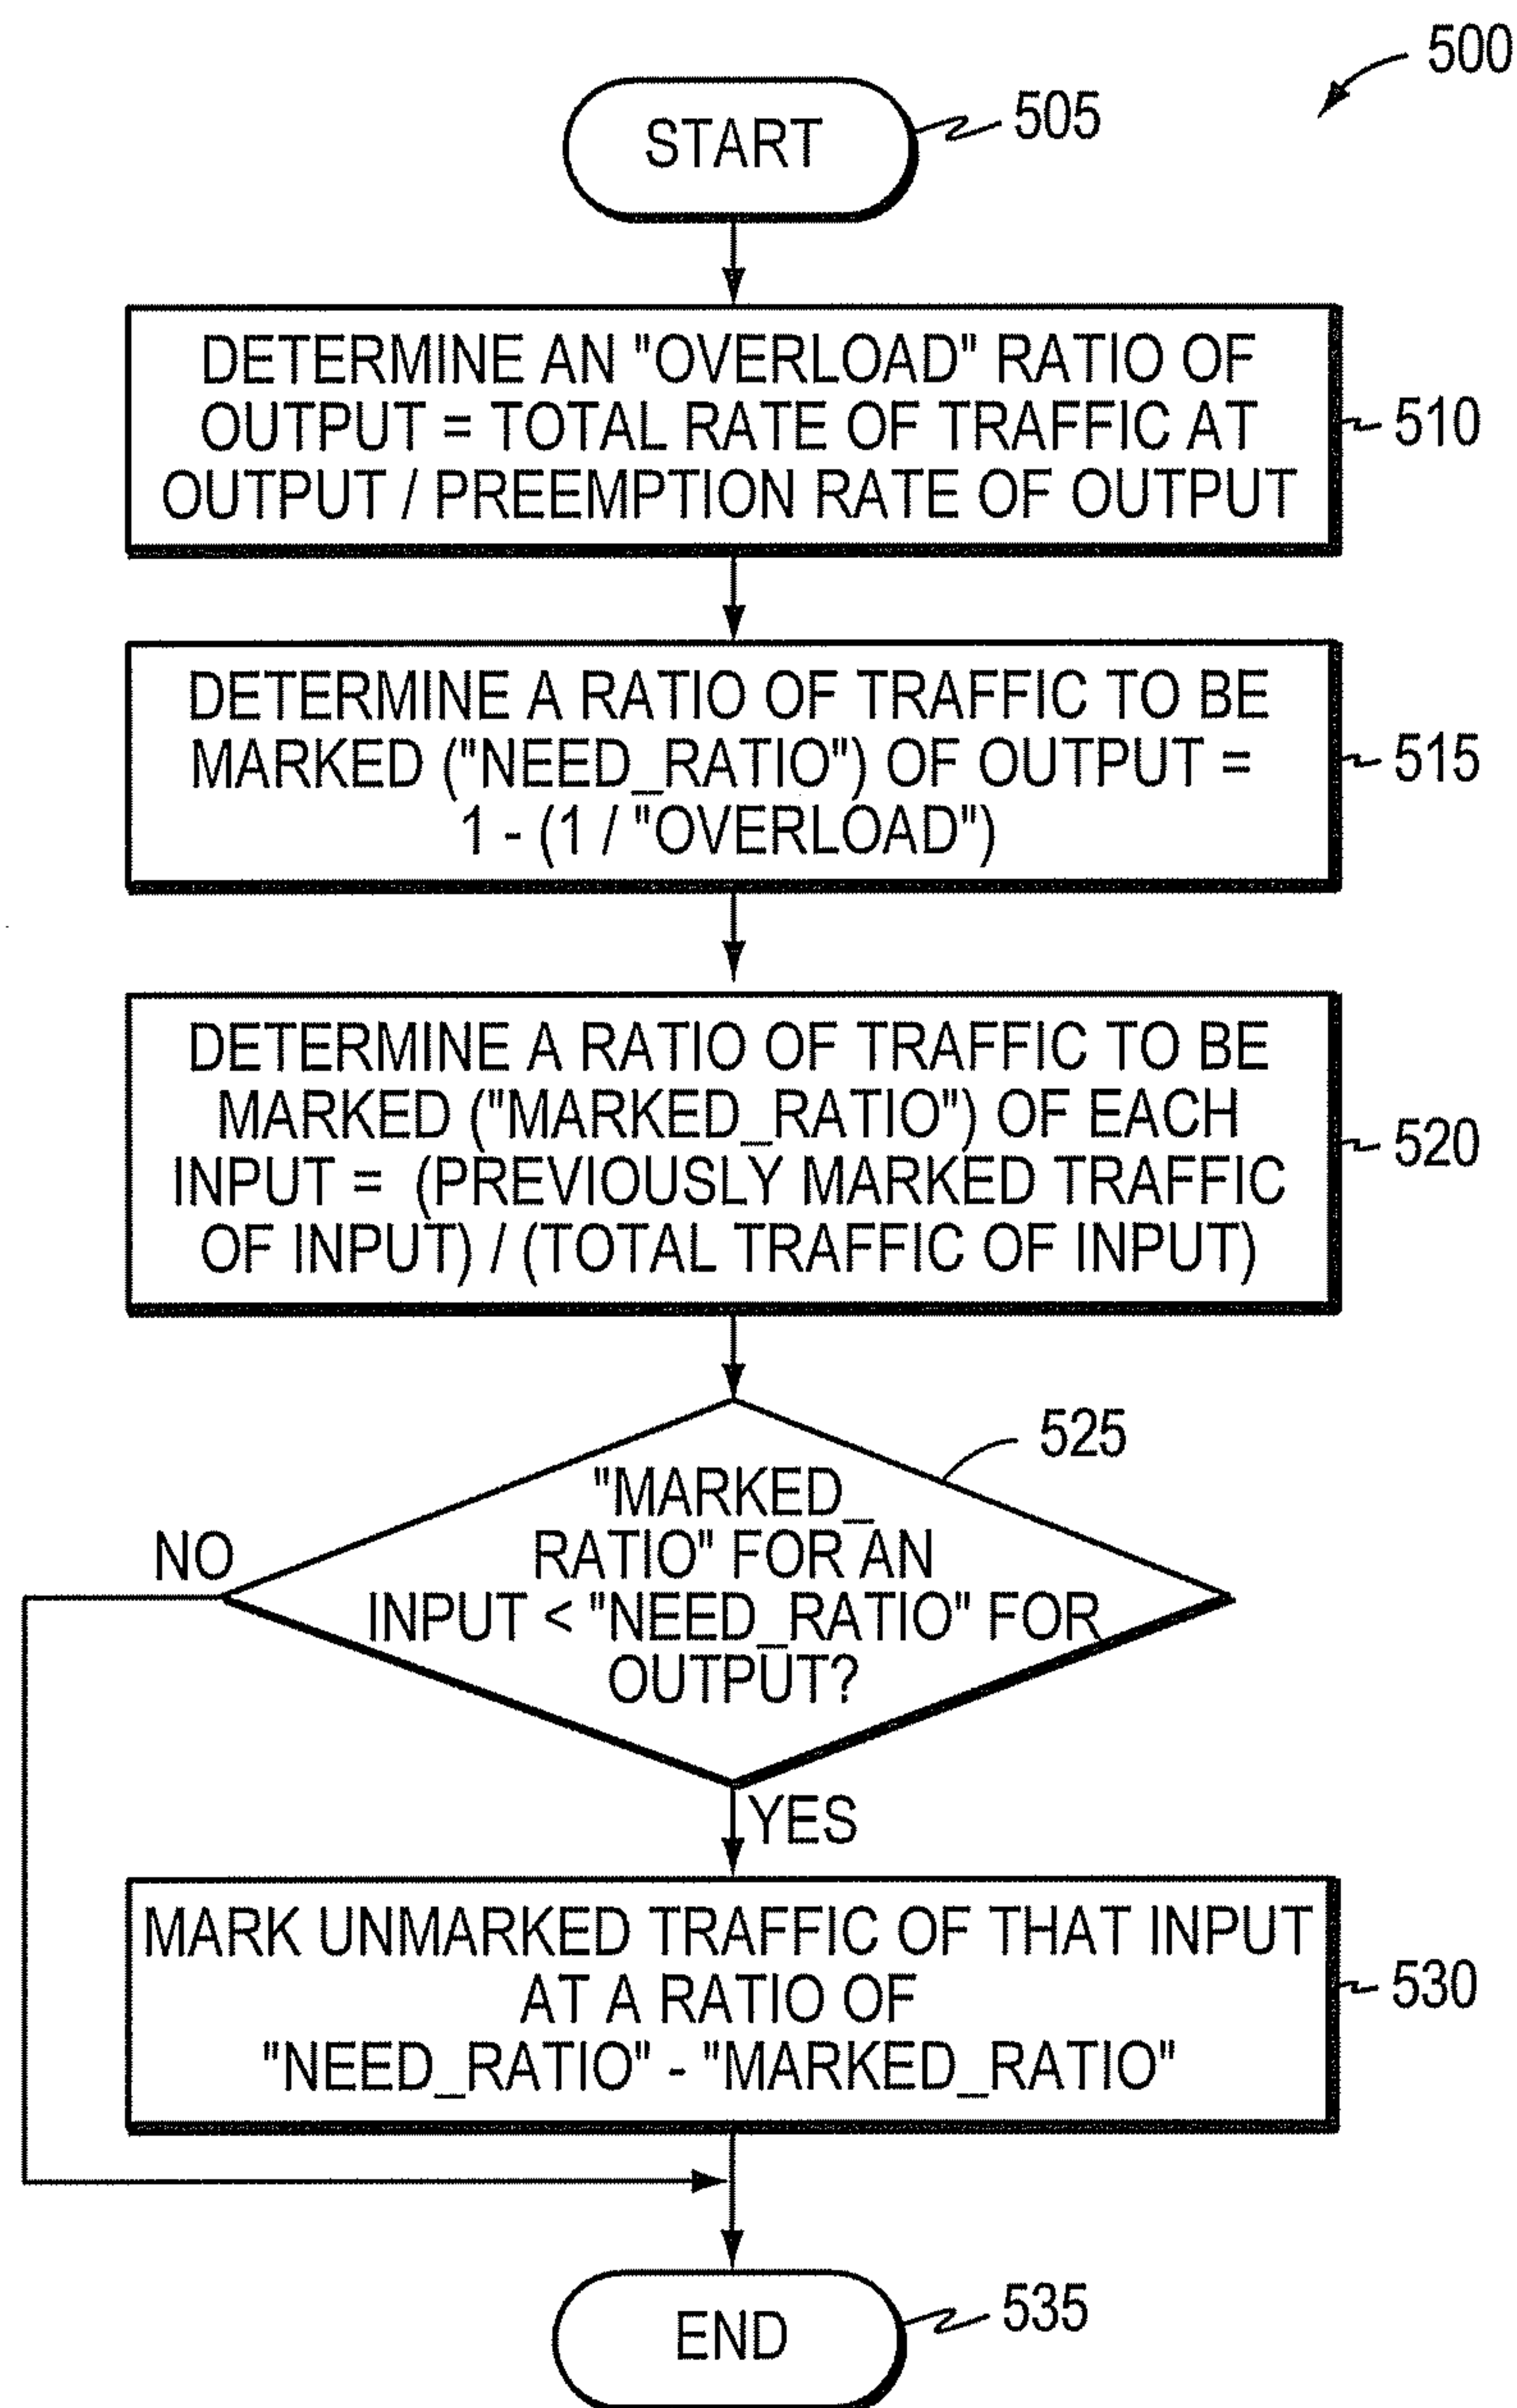 500
START
505
DETERMINE AN "OVERLOAD" RATIO OF
OUTPUT = TOTAL RATE OF TRAFFIC AT
OUTPUT / PREEMPTION RATE OF OUTPUT
510
DETERMINE A RATIO OF TRAFFIC TO BE
MARKED ("NEED_RATIO") OF OUTPUT =
1 - (1 / "OVERLOAD")
515
DETERMINE A RATIO OF TRAFFIC TO BE
MARKED ("MARKED_RATIO") OF EACH
INPUT = (PREVIOUSLY MARKED TRAFFIC
OF INPUT) / (TOTAL TRAFFIC OF INPUT)
520
525
"MARKED_
RATIO" FOR AN
INPUT < "NEED_RATIO" FOR
OUTPUT?
NO
YES
MARK UNMARKED TRAFFIC OF THAT INPUT
AT A RATIO OF
"NEED_RATIO" - "MARKED_RATIO"
530
END
535